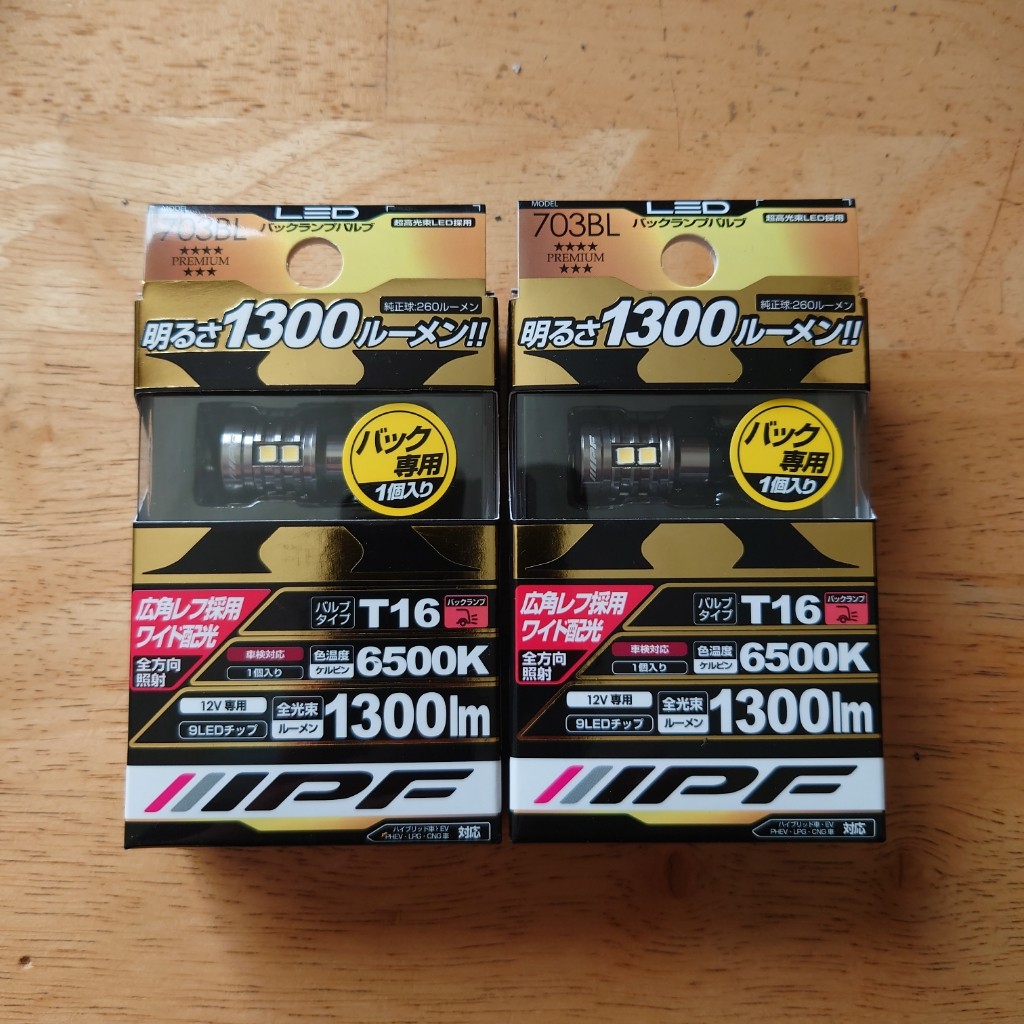 MODEL
703BL
★★★★
PREMIUM
★★★
LED
バックランプバルブ
超高光束LED採用
純正球:260ルーメン
明るさ1300ルーメン!!
IPF
バック
専用
1個入り
広角レフ採用
ワイド配光
全方向
照射
バルブ
タイプ
T16
バックランプ
車検対応
1個入り
色温度
ケルビン
6500K
12V専用
9LEDチップ
全光束
ルーメン
1300lm
IPF
ハイブリッド車・EV
PHEV・LPG・CNG車
対応
MODEL
703BL
★★★★
PREMIUM
★★★
LED
バックランプバルブ
超高光束LED採用
純正球:260ルーメン
明るさ1300ルーメン!!
IPF
バック
専用
1個入り
広角レフ採用
ワイド配光
全方向
照射
バルブ
タイプ
T16
バックランプ
車検対応
1個入り
色温度
ケルビン
6500K
12V専用
9LEDチップ
全光束
ルーメン
1300lm
IPF
ハイブリッド車・EV
PHEV・LPG・CNG車
対応